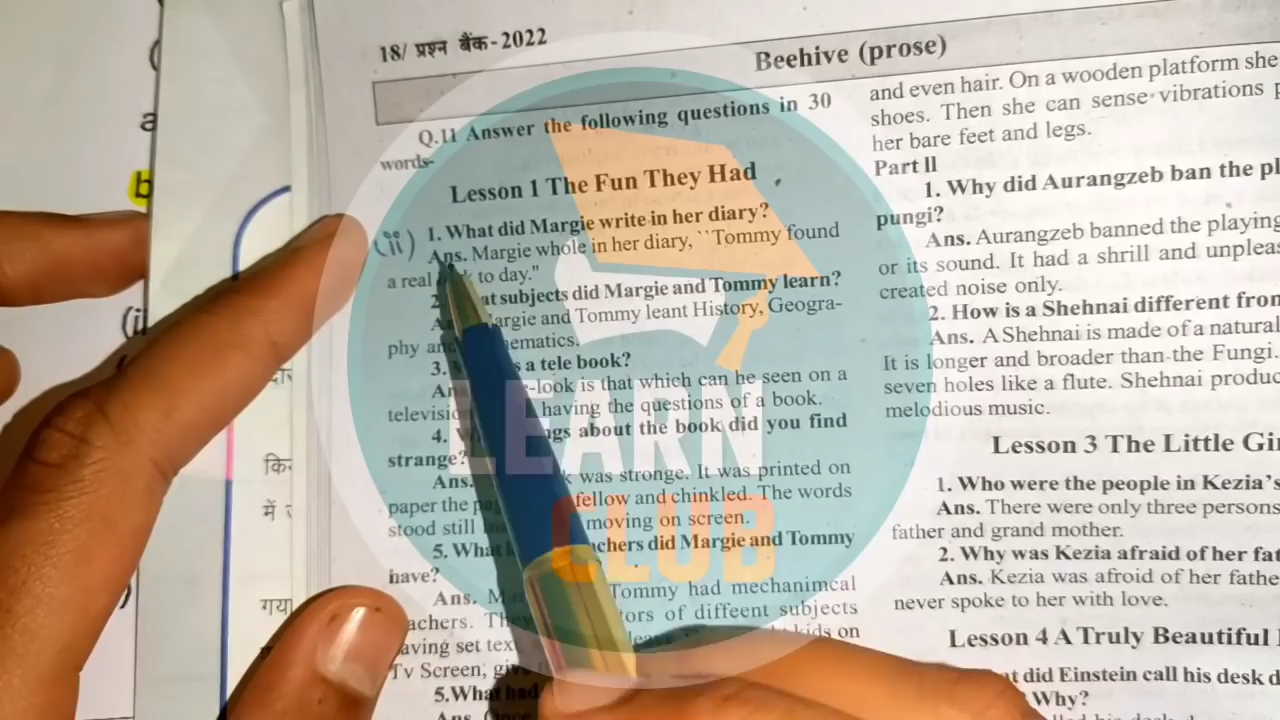 18/ प्रश्न बैंक-2022
Beehive (prose)
Q.11 Answer the following questions in 30
words-
Lesson 1 The Fun They Had
(ii) 1. What did Margie write in her diary?
Ans. Margie whole in her diary, ``Tommy found
a real to day."
2. at subjects did Margie and Tommy learn?
argie and Tommy leant History, Geogra-
phy an ematics.
3. s a tele book?
-look is that which can he seen on a
televisio having the questions of a book.
4. gs about the book did you find
strange?
Ans. was stronge. It was printed on
paper the fellow and chinkled. The words
stood still moving on screen.
5. What chers did Margie and Tommy
have?
Ans. M Tommy had mechanimcal
achers. The tors of diffeent subjects
aving set tex kids on
Tv Screen, gi
5.What had
Ans.
and even hair. On a wooden platform she
shoes. Then she can sense vibrations p
her bare feet and legs.
Part II
1. Why did Aurangzeb ban the pl
pungi?
Ans. Aurangzeb banned the playing
or its sound. It had a shrill and unpleas
created noise only.
2. How is a Shehnai different from
Ans. A Shehnai is made of a natural
It is longer and broader than the Fungi.
seven holes like a flute. Shehnai produc
melodious music.
Lesson 3 The Little Gi
1. Who were the people in Kezia's
Ans. There were only three persons
father and grand mother.
2. Why was Kezia afraid of her fat
Ans. Kezia was afroid of her fathe
never spoke to her with love.
Lesson 4 A Truly Beautiful
t did Einstein call his desk d
Why?
LEARN
CLUB